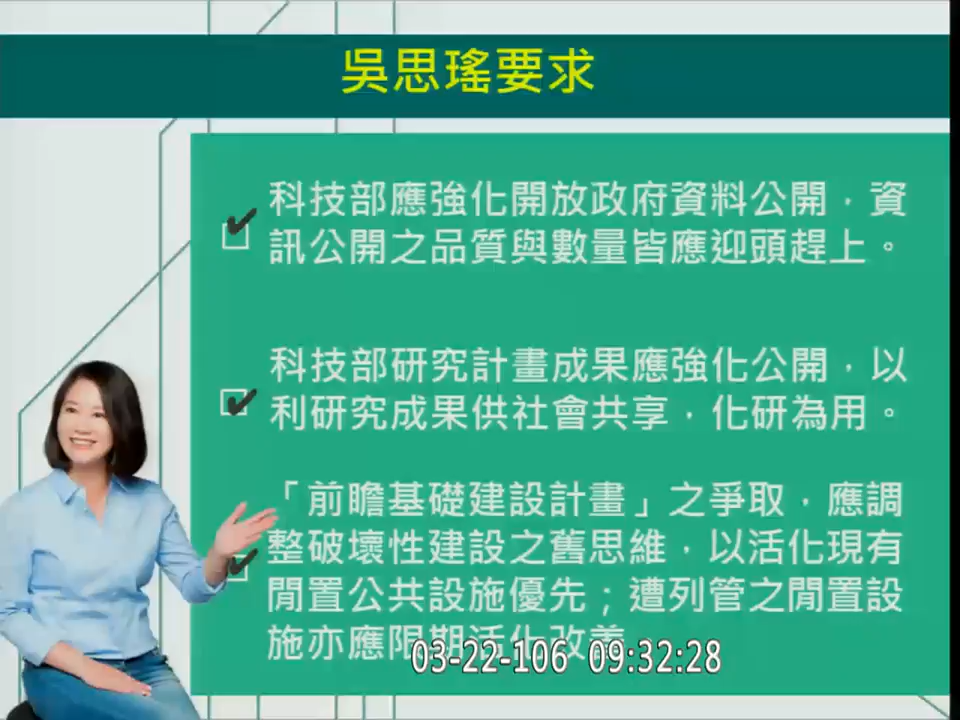 吳思瑤要求
科技部應強化開放政府資料公開，資
訊公開之品質與數量皆應迎頭趕上。
科技部研究計畫成果應強化公開，以
利研究成果供社會共享，化研為用。
「前瞻基礎建設計畫」之爭取，應調
整破壞性建設之舊思維，以活化現有
閒置公共設施優先；遭列管之閒置設
施亦應限期活化改善。
03-22-106 09:32:28